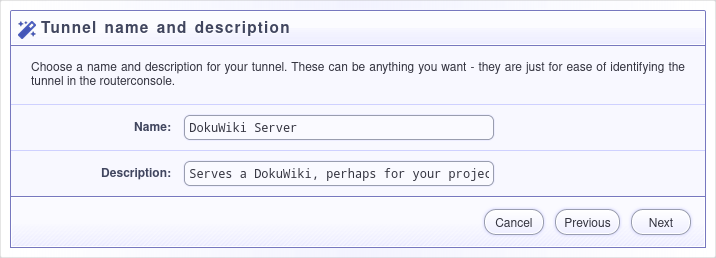 Tunnel name and description
Choose a name and description for your tunnel. These can be anything you want - they are just for ease of identifying the
tunnel in the routerconsole.
Name: DokuWiki Server
Description: Serves a DokuWiki, perhaps for your projec
Cancel Previous Next